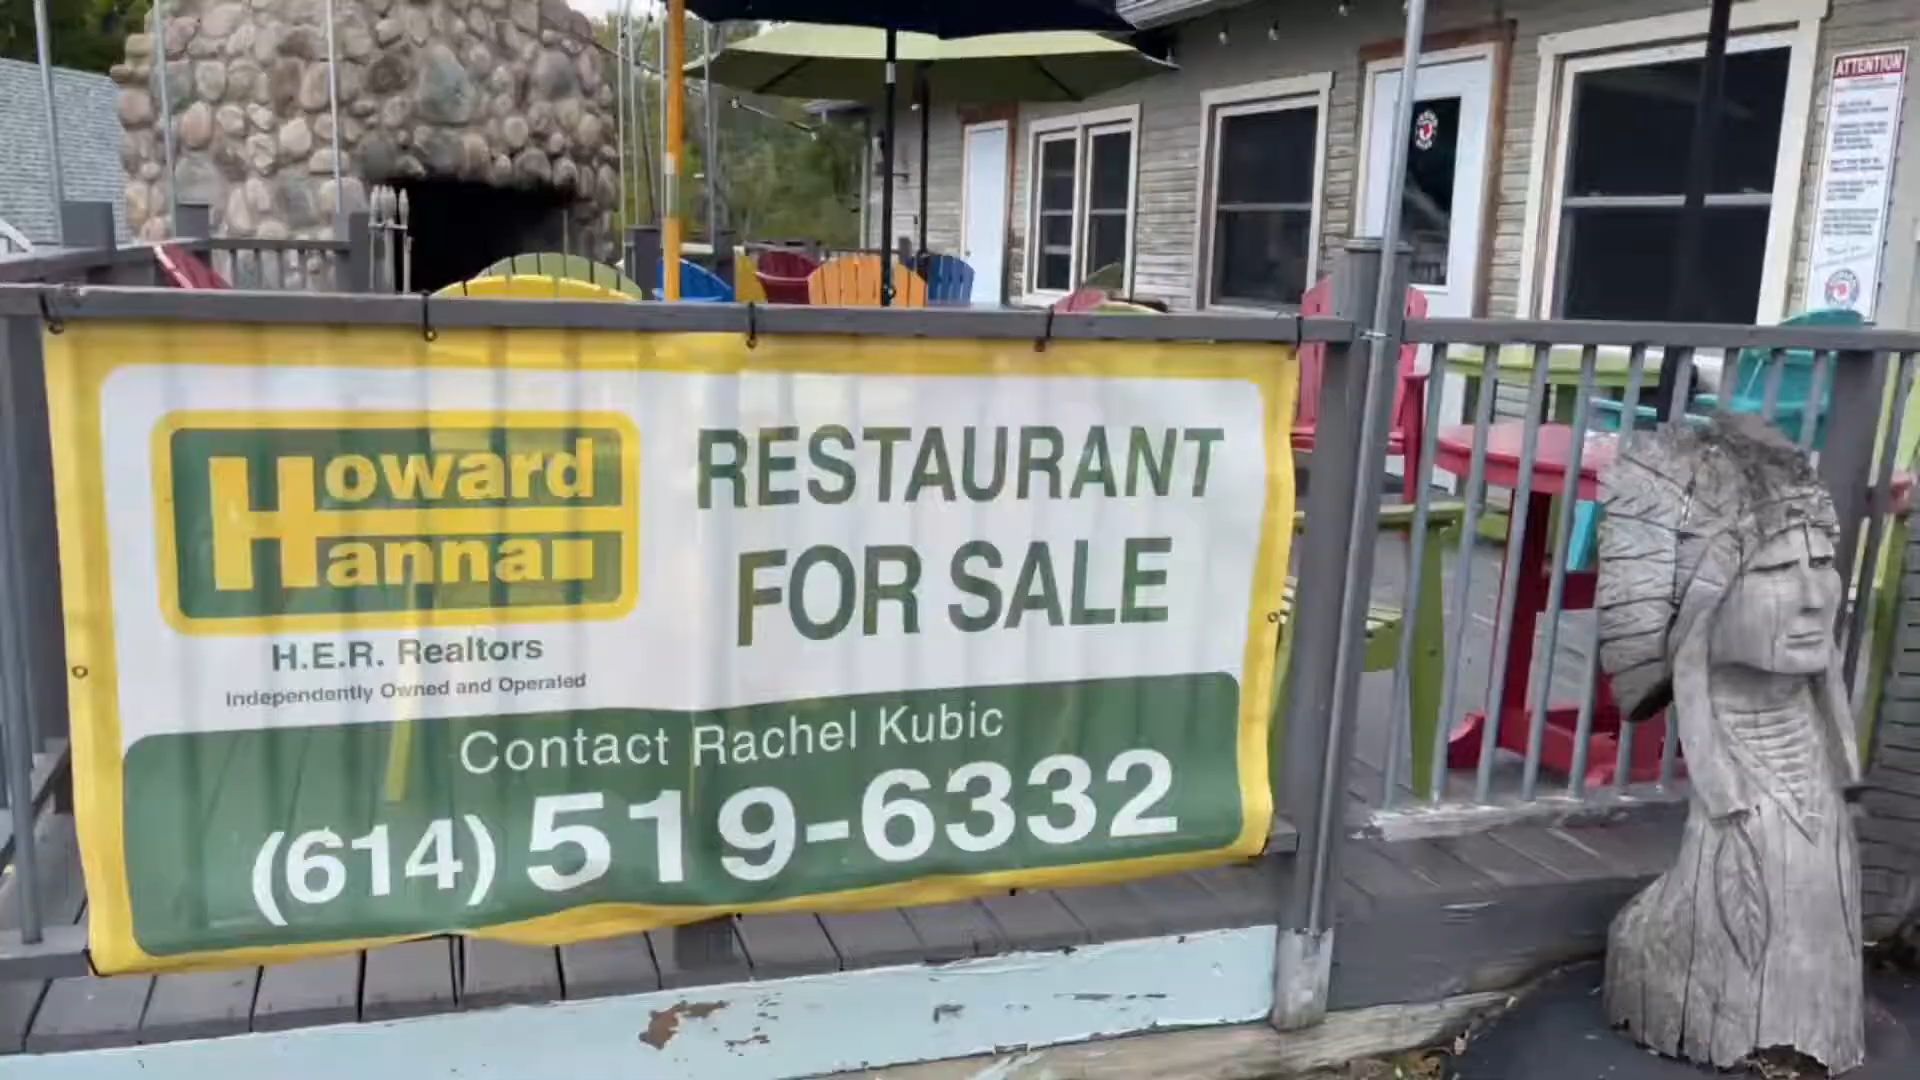 Howard
Hanna
H.E.R. Realtors
Independently Owned and Operated
RESTAURANT
FOR SALE
Contact Rachel Kubic
(614) 519-6332
ATTENTION